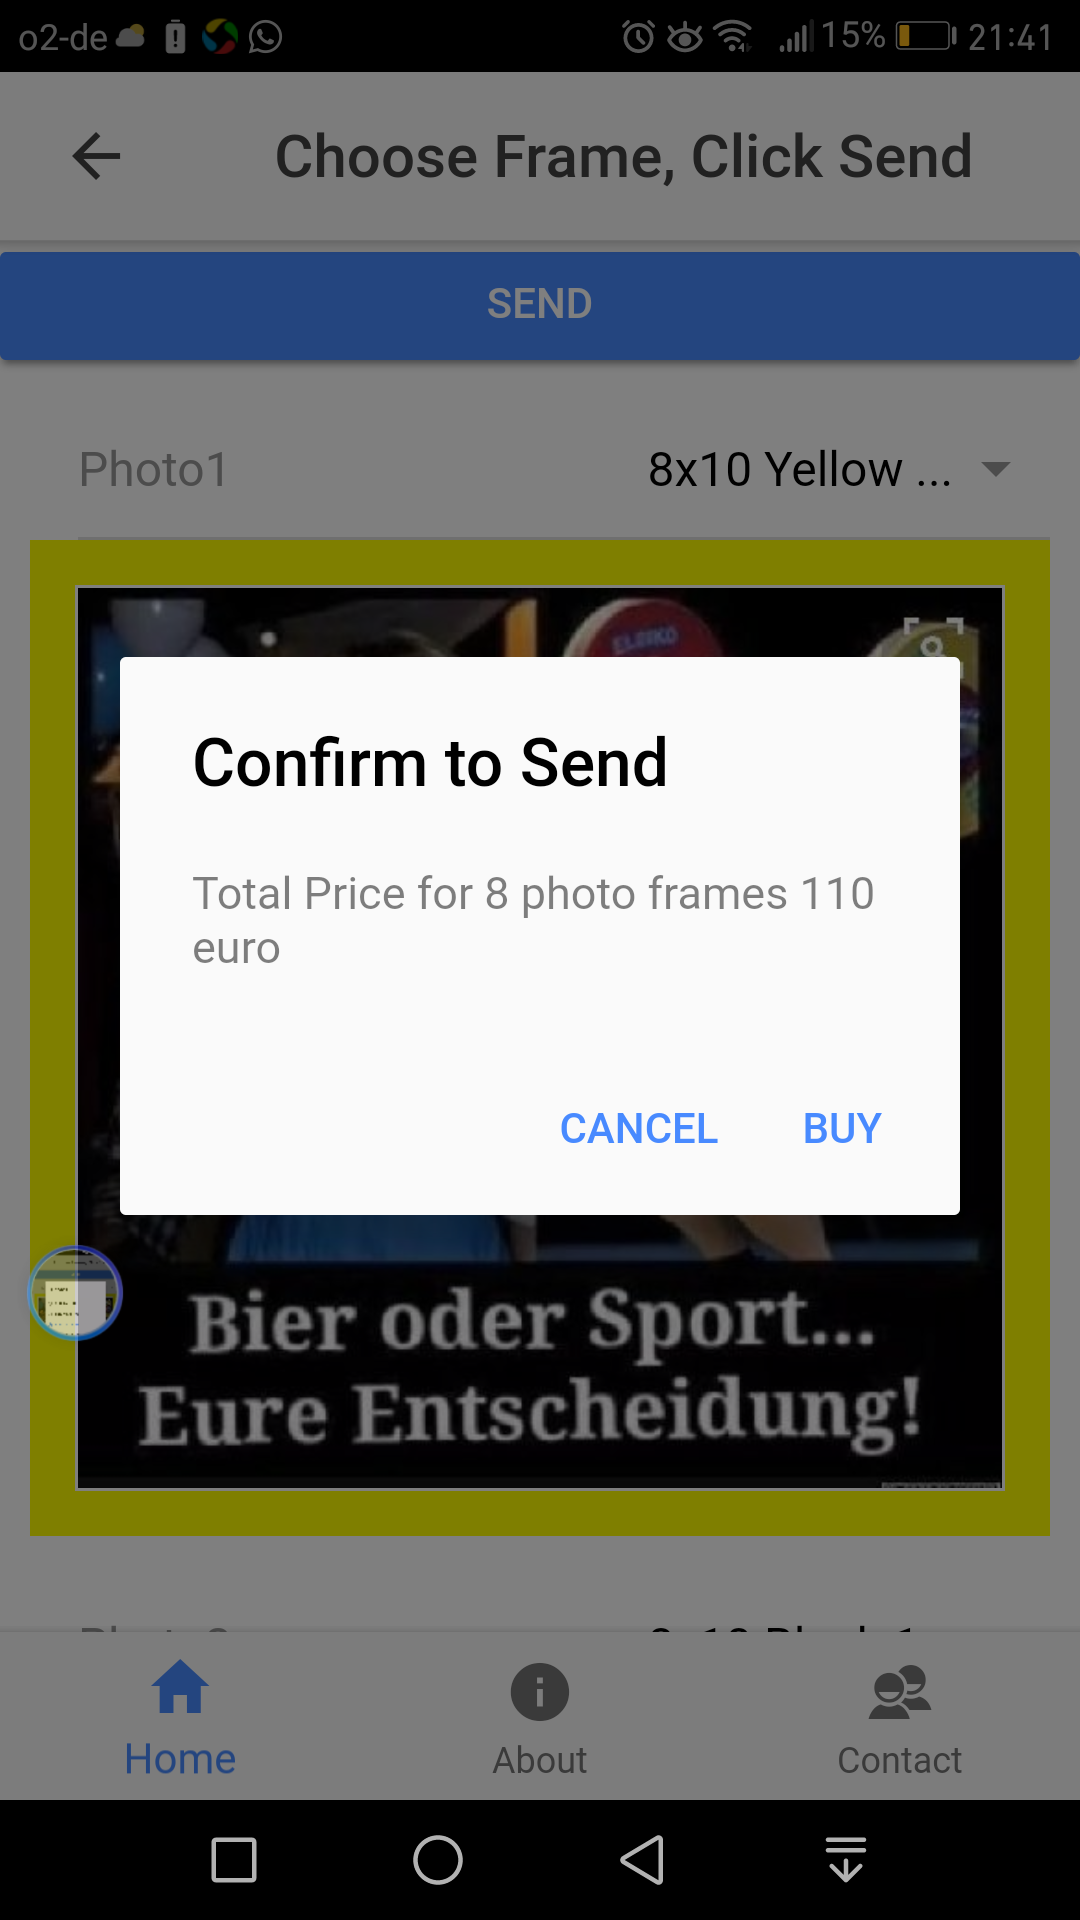 o2-de
15%
21:41
Choose Frame, Click Send
SEND
Photo1
8x10 Yellow ...
ELEIKO
Confirm to Send
Total Price for 8 photo frames 110
euro
CANCEL
BUY
Bier oder Sport...
Eure Entscheidung!
Home
About
Contact